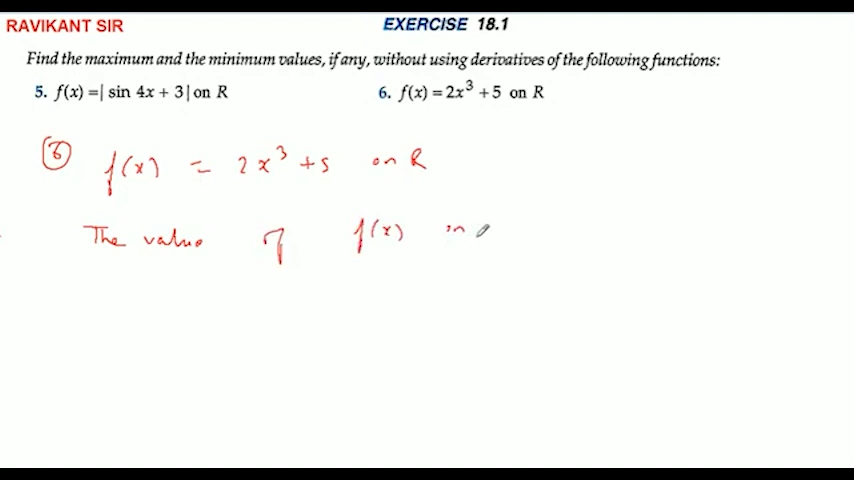 RAVIKANT SIR
EXERCISE 18.1
Find the maximum and the minimum values, if any, without using derivatives of the following functions:
5. f(x) =| sin 4x + 3| on R
6. f(x) = 2x³ + 5 on R
⑥ f(x) = 2x³ + 5 on R
The value of f(x) in